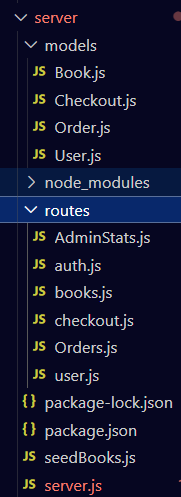 server
models
JS Book.js
JS Checkout.js
JS Order.js
JS User.js
node_modules
routes
JS AdminStats.js
JS auth.js
JS books.js
JS checkout.js
JS Orders.js
JS user.js
{} package-lock.json
{} package.json
JS seedBooks.js
JS server.js